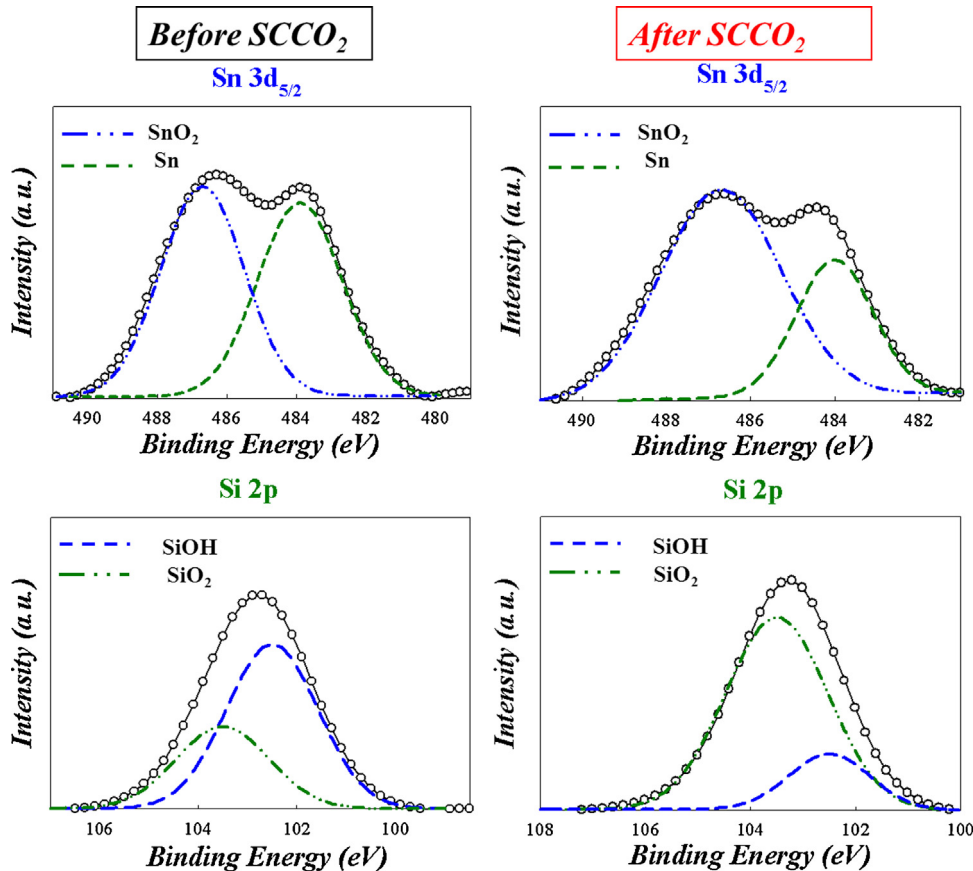 Before SCCO₂
After SCCO₂
Sn 3d₅/₂
Sn 3d₅/₂
SnO₂
Sn
Intensity (a.u.)
490 488 486 484 482 480
Binding Energy (eV)
SnO₂
Sn
Intensity (a.u.)
490 488 486 484 482
Binding Energy (eV)
Si 2p
Si 2p
SiOH
SiO₂
Intensity (a.u.)
106 104 102 100
Binding Energy (eV)
SiOH
SiO₂
Intensity (a.u.)
108 106 104 102 100
Binding Energy (eV)